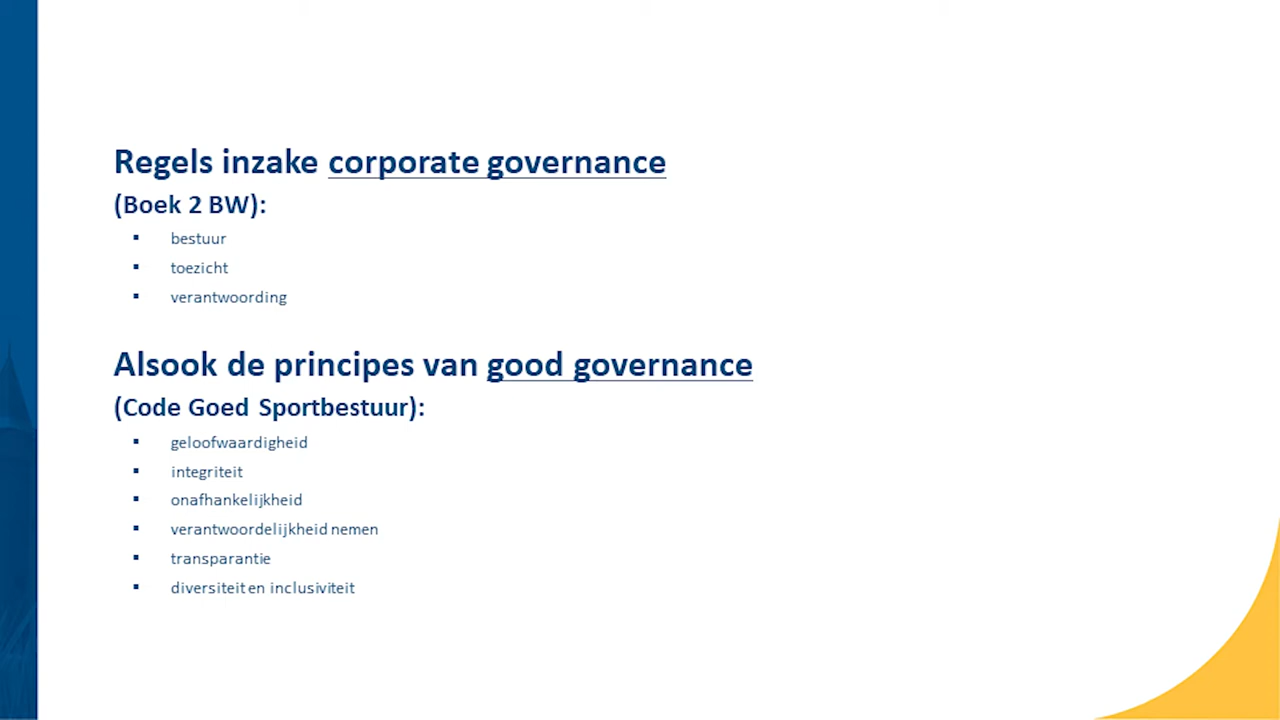 Regels inzake corporate governance
(Boek 2 BW):
▪ bestuur
▪ toezicht
▪ verantwoording
Alsook de principes van good governance
(Code Goed Sportbestuur):
▪ geloofwaardigheid
▪ integriteit
▪ onafhankelijkheid
▪ verantwoordelijkheid nemen
▪ transparantie
▪ diversiteit en inclusiviteit